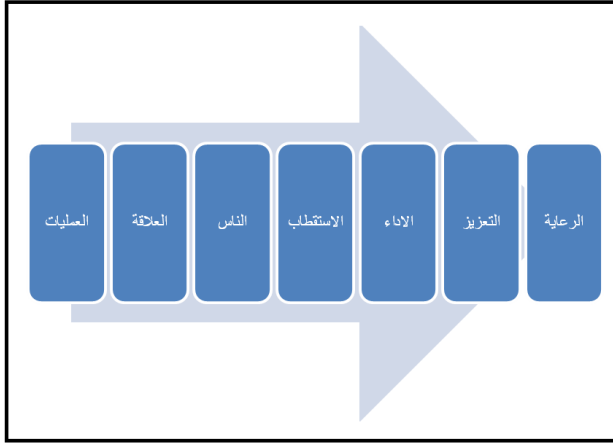 العمليات
العلاقة
الناس
الاستقطاب
الاداء
التعزيز
الرعاية